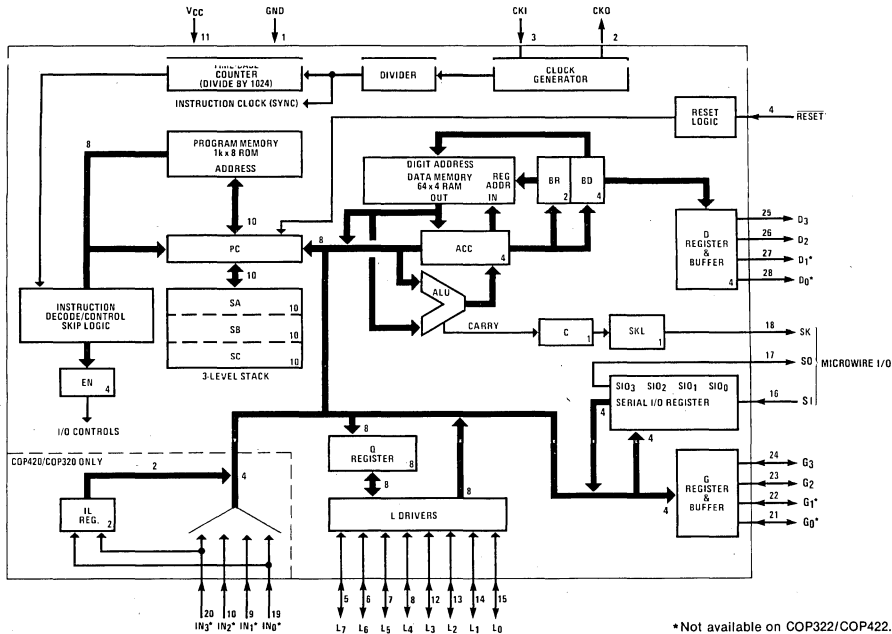 VCC GND CKI CKO
11 1 3 2
TIME-BASE
COUNTER
(DIVIDE BY 1024)
DIVIDER
CLOCK
GENERATOR
INSTRUCTION CLOCK (SYNC)
RESET
LOGIC
4
RESET
8
PROGRAM MEMORY
1k x 8 ROM
ADDRESS
10
DIGIT ADDRESS
DATA MEMORY
64 x 4 RAM
OUT
REG
ADDR
IN
BR
2
BD
4
D
REGISTER
&
BUFFER
4
25 D3
26 D2
27 D1*
28 D0*
PC
8
ACC
4
10
ALU
INSTRUCTION
DECODE/CONTROL
SKIP LOGIC
SA
10
SB
10
SC
10
3-LEVEL STACK
CARRY
C
1
SKL
1
18 SK
17 SO
MICROWIRE I/O
16 SI
EN
4
I/O CONTROLS
SIO3 SIO2 SIO1 SIO0
SERIAL I/O REGISTER
4
4
COP420/COP320 ONLY
2
4
IL
REG.
2
8
Q
REGISTER
8
8
8
L DRIVERS
4
G
REGISTER
&
BUFFER
24 G3
23 G2
22 G1*
21 G0*
20 10 9 19
IN3* IN2* IN1* IN0*
5 6 7 8 12 13 14 15
L7 L6 L5 L4 L3 L2 L1 L0
*Not available on COP322/COP422.